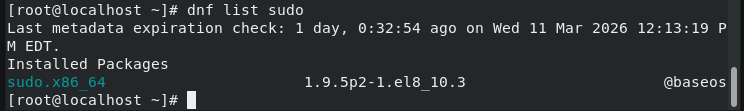 [root@localhost ~]# dnf list sudo
Last metadata expiration check: 1 day, 0:32:54 ago on Wed 11 Mar 2026 12:13:19 P
M EDT.
Installed Packages
sudo.x86_64 1.9.5p2-1.el8_10.3 @baseos
[root@localhost ~]#